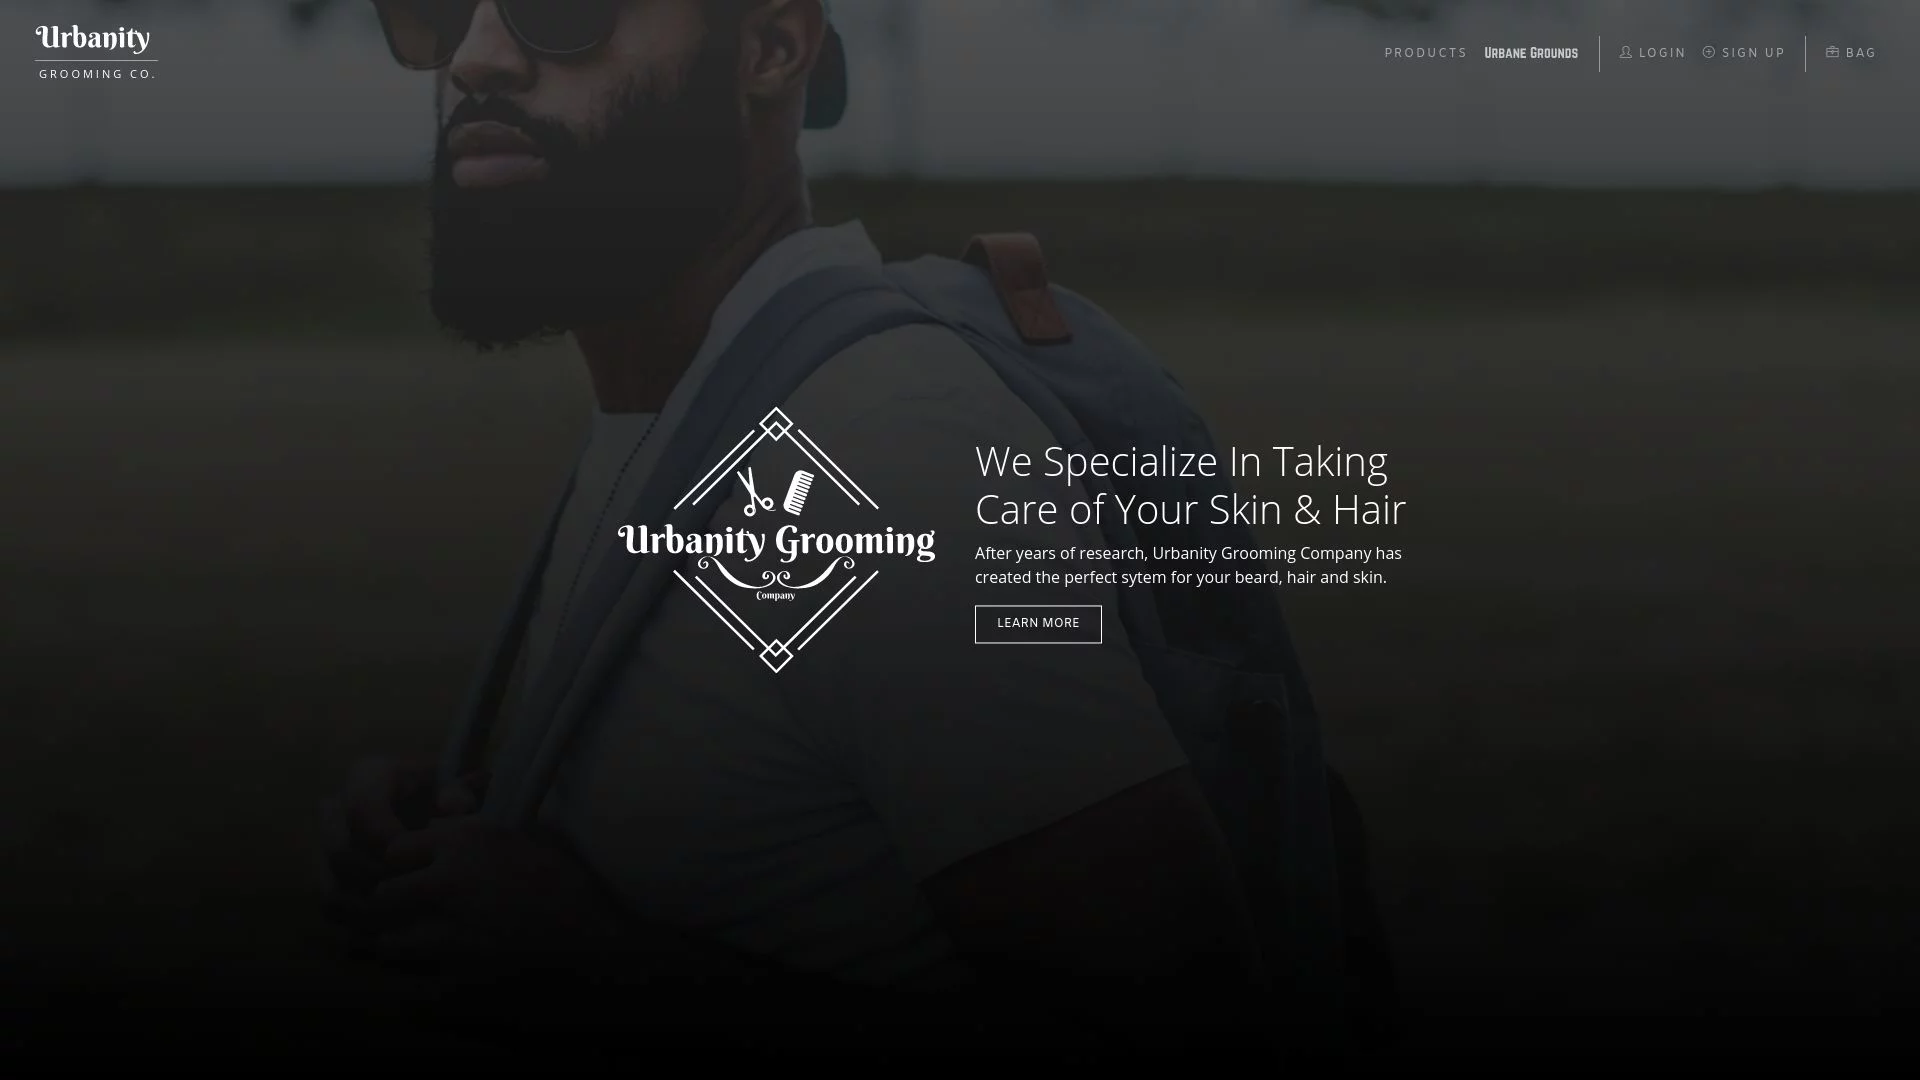 Urbanity
GROOMING CO.
PRODUCTS
URBANE GROUNDS
LOGIN
SIGN UP
BAG
Urbanity Grooming
Company
We Specialize In Taking
Care of Your Skin & Hair
After years of research, Urbanity Grooming Company has
created the perfect sytem for your beard, hair and skin.
LEARN MORE